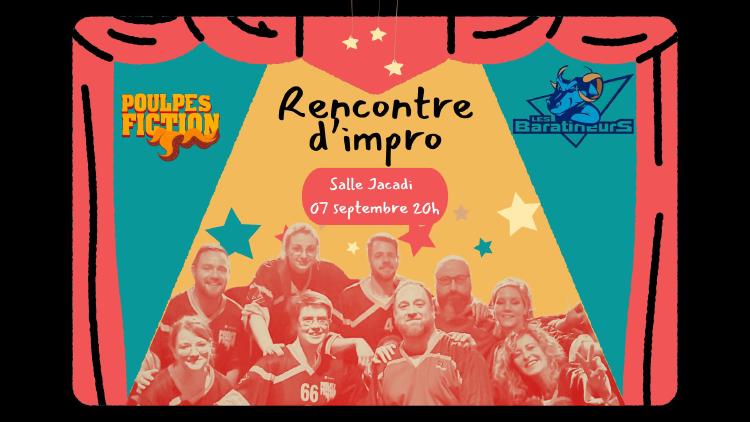 Rencontre
d'impro
POULPES
FICTION
LES
BaratineurS
Salle Jacadi
07 septembre 20h
66